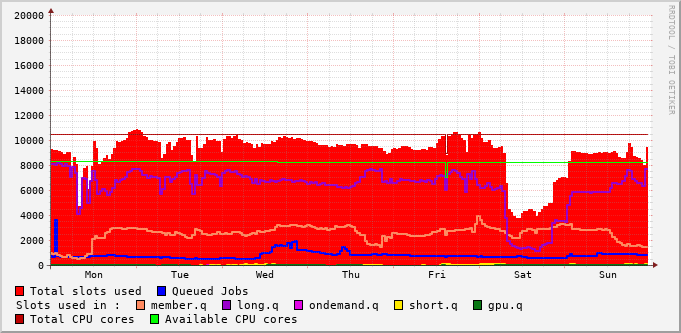 RRDTOOL / TOBI OETIKER
20000
18000
16000
14000
12000
10000
8000
6000
4000
2000
0
Mon Tue Wed Thu Fri Sat Sun
Total slots used Queued Jobs
Slots used in : member.q long.q ondemand.q short.q gpu.q
Total CPU cores Available CPU cores